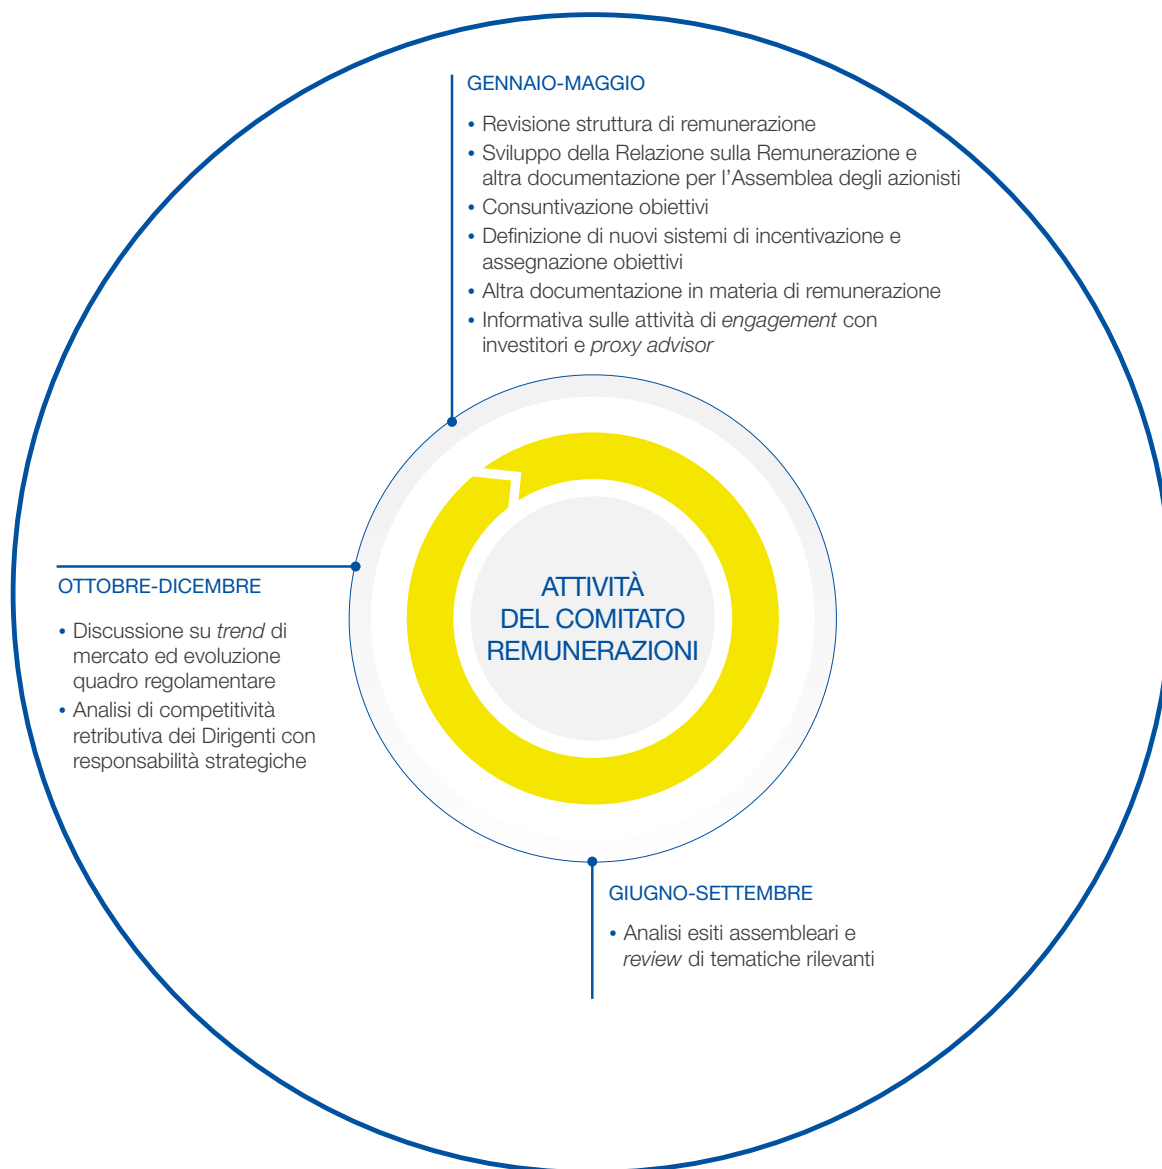 GENNAIO-MAGGIO
• Revisione struttura di remunerazione
• Sviluppo della Relazione sulla Remunerazione e
altra documentazione per l'Assemblea degli azionisti
• Consuntivazione obiettivi
• Definizione di nuovi sistemi di incentivazione e
assegnazione obiettivi
• Altra documentazione in materia di remunerazione
• Informativa sulle attività di engagement con
investitori e proxy advisor
OTTOBRE-DICEMBRE
• Discussione su trend di
mercato ed evoluzione
quadro regolamentare
• Analisi di competitività
retributiva dei Dirigenti con
responsabilità strategiche
ATTIVITÀ
DEL COMITATO
REMUNERAZIONI
GIUGNO-SETTEMBRE
• Analisi esiti assembleari e
review di tematiche rilevanti